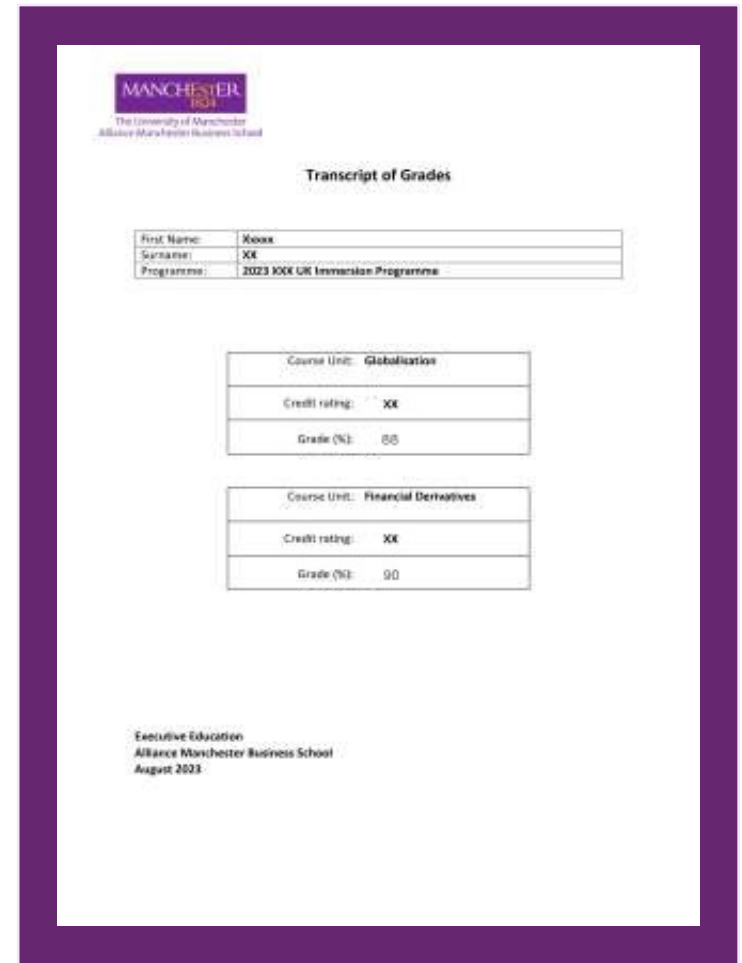 MANCHESTER
1824
The University of Manchester
Alliance Manchester Business School
Transcript of Grades
First Name: Xxxxx
Surname: XX
Programme: 2023 XXX UK Immersion Programme
Course Unit: Globalisation
Credit rating: XX
Grade (%): 88
Course Unit: Financial Derivatives
Credit rating: XX
Grade (%): 90
Executive Education
Alliance Manchester Business School
August 2023